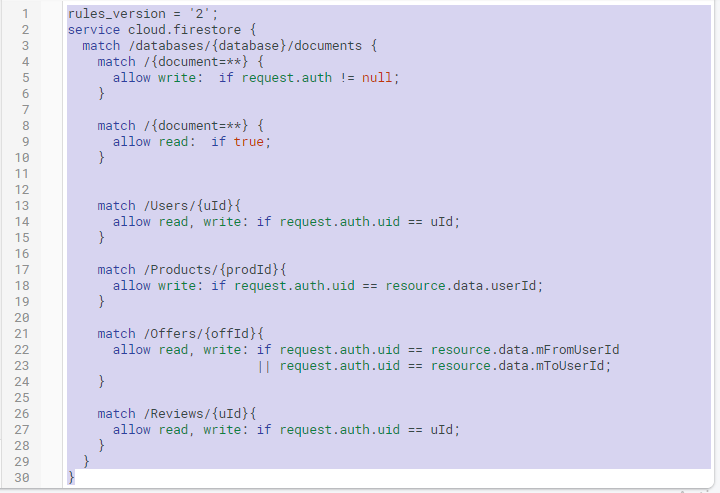 1 rules_version = '2';
2 service cloud.firestore {
3   match /databases/{database}/documents {
4     match /{document=**} {
5       allow write:  if request.auth != null;
6     }
7
8     match /{document=**} {
9       allow read:  if true;
10     }
11
12
13     match /Users/{uId}{
14       allow read, write: if request.auth.uid == uId;
15     }
16
17     match /Products/{prodId}{
18       allow write: if request.auth.uid == resource.data.userId;
19     }
20
21     match /Offers/{offId}{
22       allow read, write: if request.auth.uid == resource.data.mFromUserId
23                          || request.auth.uid == resource.data.mToUserId;
24     }
25
26     match /Reviews/{uId}{
27       allow read, write: if request.auth.uid == uId;
28     }
29   }
30 }